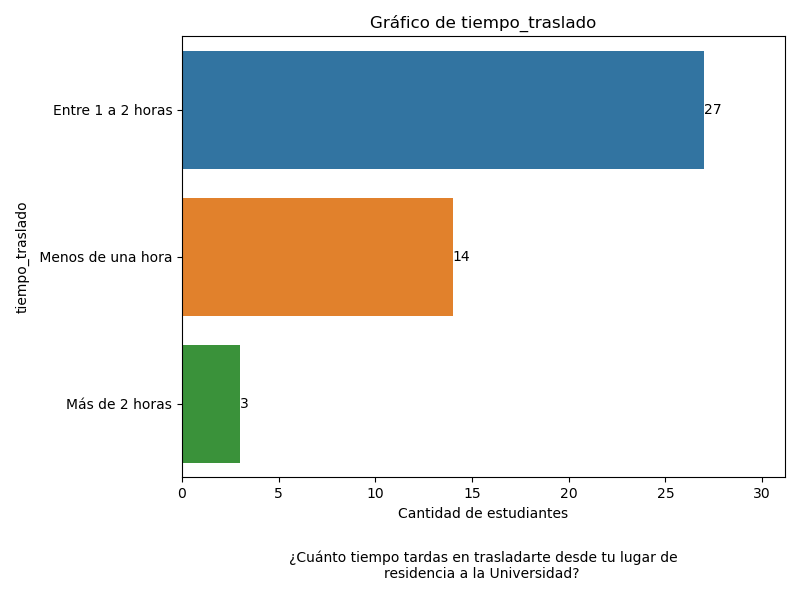 Gráfico de tiempo_traslado
tiempo_traslado
Entre 1 a 2 horas
27
Menos de una hora
14
Más de 2 horas
3
0 5 10 15 20 25 30
Cantidad de estudiantes
¿Cuánto tiempo tardas en trasladarte desde tu lugar de
residencia a la Universidad?